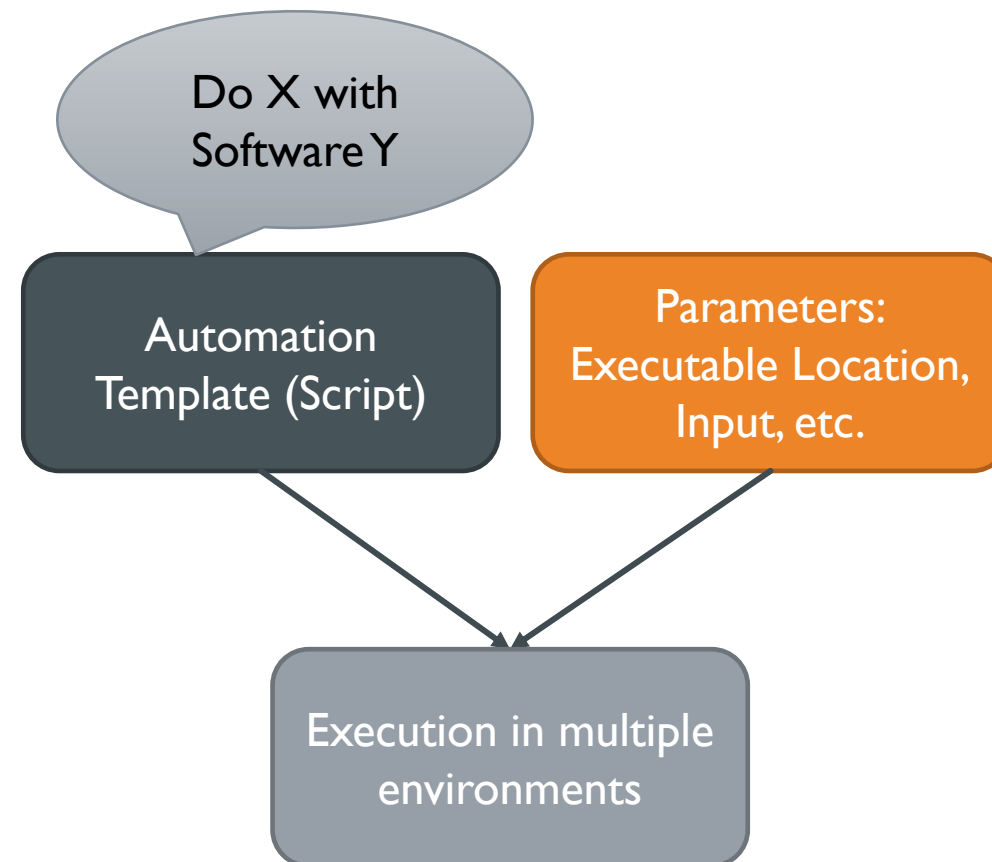 Do X with
Software Y
Automation
Template (Script)
Parameters:
Executable Location,
Input, etc.
Execution in multiple
environments